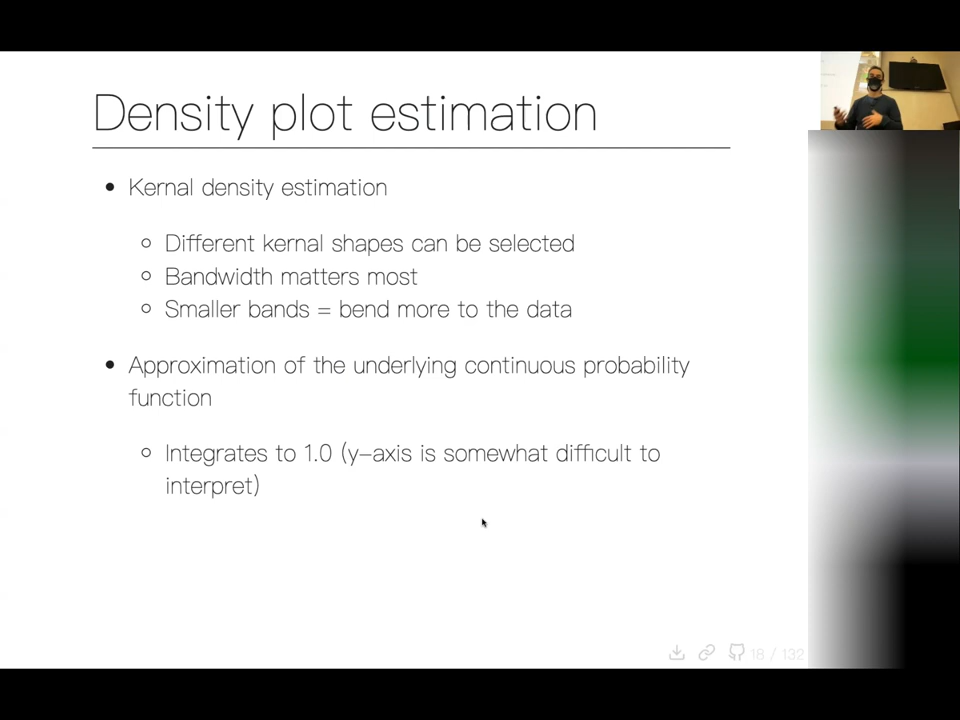 Density plot estimation
• Kernal density estimation
○ Different kernal shapes can be selected
○ Bandwidth matters most
○ Smaller bands = bend more to the data
• Approximation of the underlying continuous probability
function
○ Integrates to 1.0 (y-axis is somewhat difficult to
interpret)
18 / 132